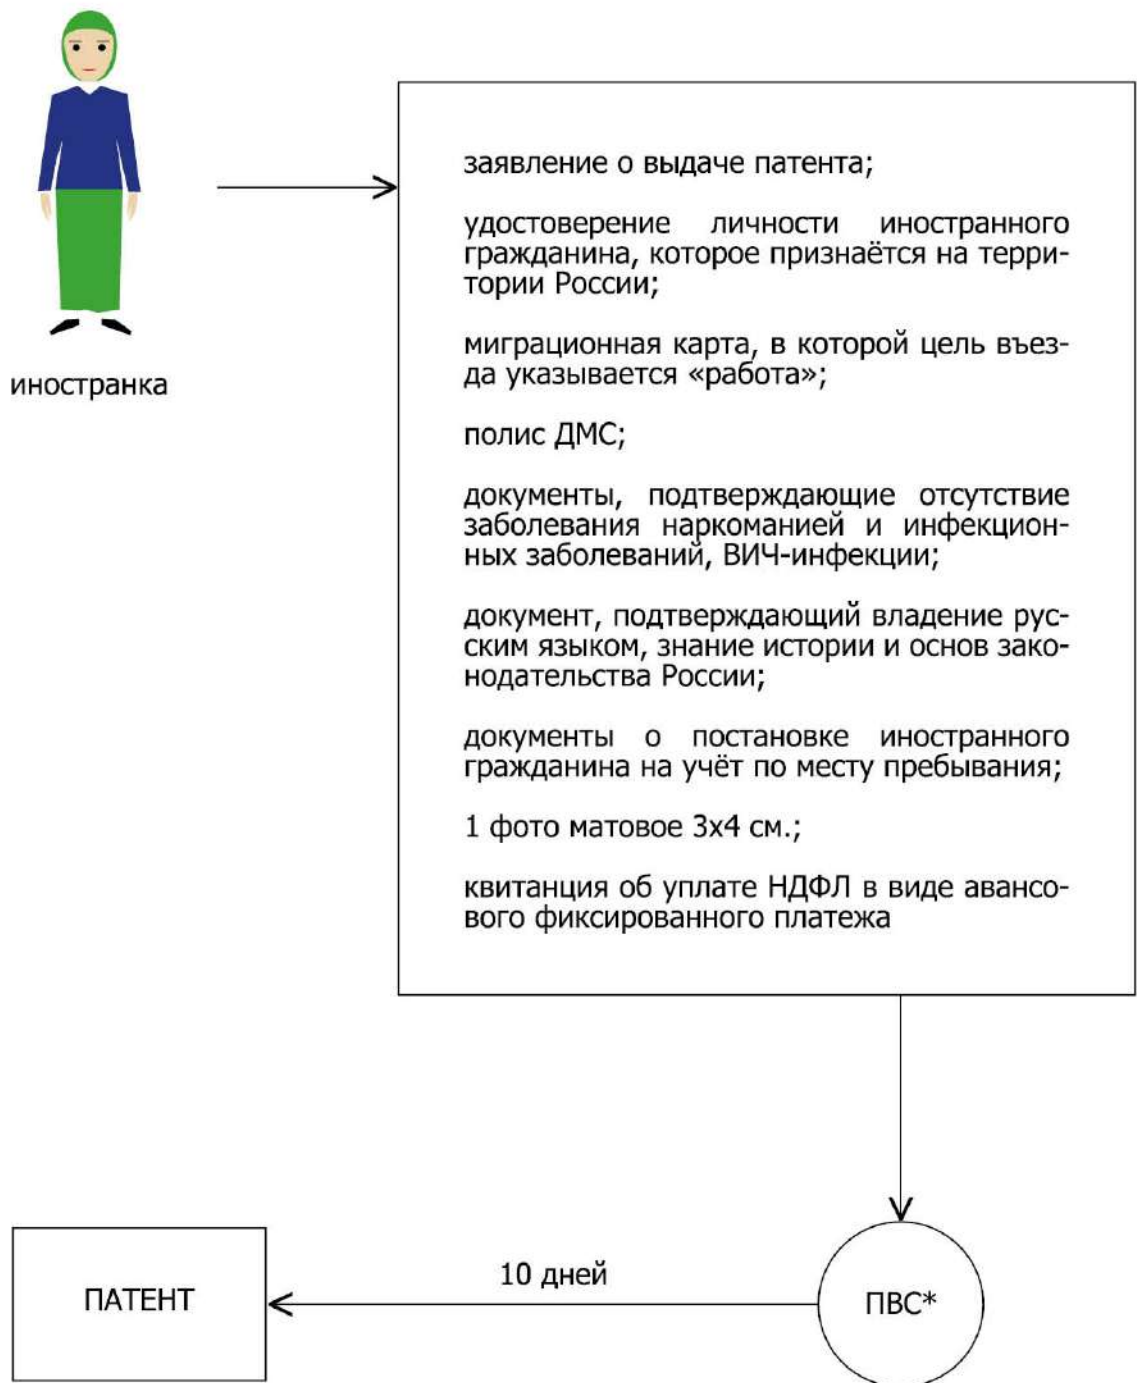 иностранка
заявление о выдаче патента;
удостоверение личности иностранного
гражданина, которое признаётся на терри-
тории России;
миграционная карта, в которой цель въез-
да указывается «работа»;
полис ДМС;
документы, подтверждающие отсутствие
заболевания наркоманией и инфекцион-
ных заболеваний, ВИЧ-инфекции;
документ, подтверждающий владение рус-
ским языком, знание истории и основ зако-
нодательства России;
документы о постановке иностранного
гражданина на учёт по месту пребывания;
1 фото матовое 3х4 см.;
квитанция об уплате НДФЛ в виде авансо-
вого фиксированного платежа
ПАТЕНТ
10 дней
ПВС*